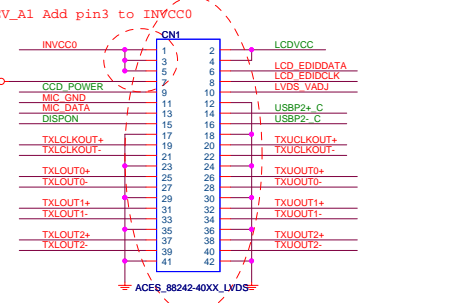 V_A1 Add pin3 to INVCC0
CN1
INVCC0 1 2 LCDVCC
3 4
5 6 LCD_EDIDDATA
7 8 LCD_EDIDCLK
CCD_POWER 9 10 LVDS_VADJ
MIC_GND 11 12
MIC_DATA 13 14 USBP2+_C
DISPON 15 16 USBP2-_C
17 18
TXLCLKOUT+ 19 20 TXUCLKOUT+
TXLCLKOUT- 21 22 TXUCLKOUT-
23 24
TXLOUT0+ 25 26 TXUOUT0+
TXLOUT0- 27 28 TXUOUT0-
29 30
TXLOUT1+ 31 32 TXUOUT1+
TXLOUT1- 33 34 TXUOUT1-
35 36
TXLOUT2+ 37 38 TXUOUT2+
TXLOUT2- 39 40 TXUOUT2-
41 42
ACES_88242-40XX_LVDS